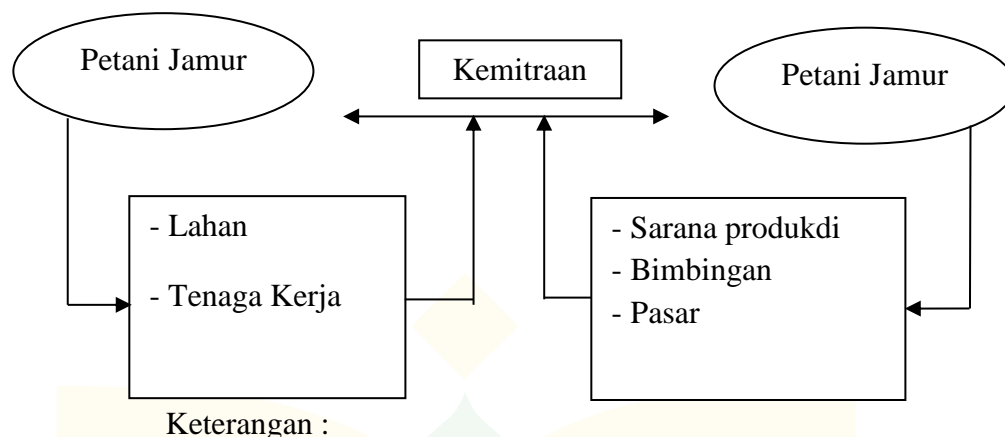 Petani Jamur
Kemitraan
Petani Jamur
- Lahan
- Tenaga Kerja
- Sarana produkdi
- Bimbingan
- Pasar
Keterangan :